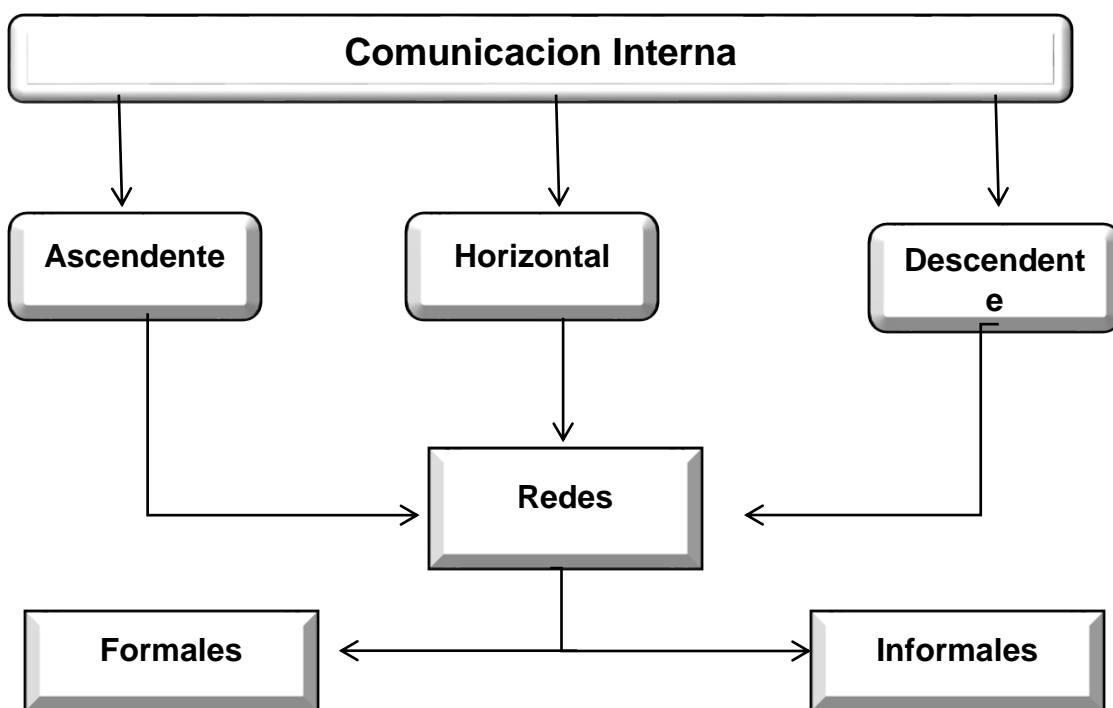 Comunicacion Interna
Ascendente
Horizontal
Descendent
e
Redes
Formales
Informales